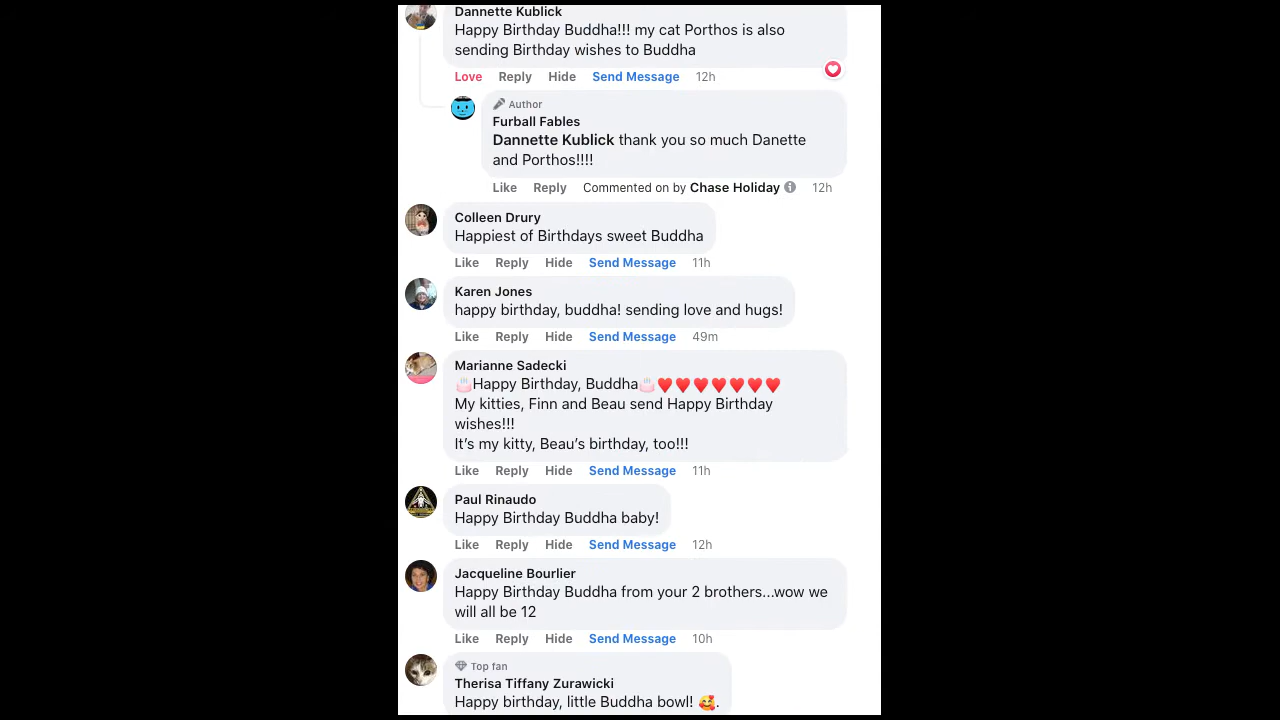 Dannette Kublick
Happy Birthday Buddha!!! my cat Porthos is also
sending Birthday wishes to Buddha
Love Reply Hide Send Message 12h
Author
Furball Fables
Dannette Kublick thank you so much Danette
and Porthos!!!!
Like Reply Commented on by Chase Holiday 12h
Colleen Drury
Happiest of Birthdays sweet Buddha
Like Reply Hide Send Message 11h
Karen Jones
happy birthday, buddha! sending love and hugs!
Like Reply Hide Send Message 49m
Marianne Sadecki
🎂Happy Birthday, Buddha🎂♥️♥️♥️♥️♥️♥️♥️
My kitties, Finn and Beau send Happy Birthday
wishes!!!
It’s my kitty, Beau’s birthday, too!!!
Like Reply Hide Send Message 11h
Paul Rinaudo
Happy Birthday Buddha baby!
Like Reply Hide Send Message 12h
Jacqueline Bourlier
Happy Birthday Buddha from your 2 brothers...wow we
will all be 12
Like Reply Hide Send Message 10h
Top fan
Therisa Tiffany Zurawicki
Happy birthday, little Buddha bowl! 🥰.